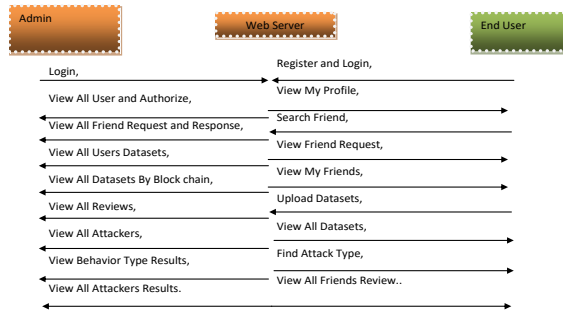 Admin
Web Server
End User
Login,
Register and Login,
View All User and Authorize,
View My Profile,
View All Friend Request and Response,
Search Friend,
View All Users Datasets,
View Friend Request,
View All Datasets By Block chain,
View My Friends,
View All Reviews,
Upload Datasets,
View All Attackers,
View All Datasets,
View Behavior Type Results,
Find Attack Type,
View All Attackers Results.
View All Friends Review..